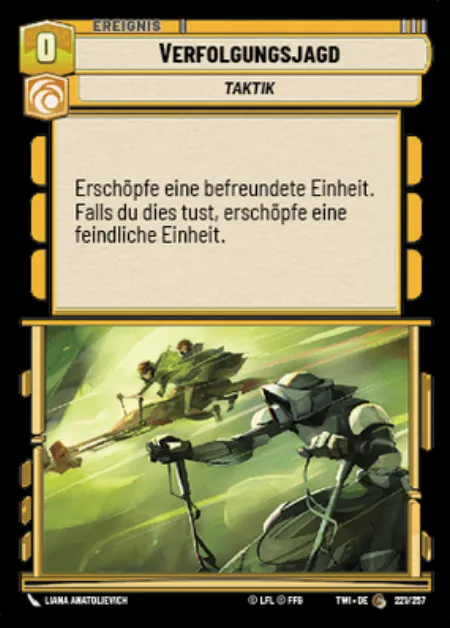 EREIGNIS
0
VERFOLGUNGSJAGD
TAKTIK
Erschöpfe eine befreundete Einheit.
Falls du dies tust, erschöpfe eine
feindliche Einheit.
LIANA ANATOLIEVICH
© LFL © FFG
TWI • DE
C
221/257